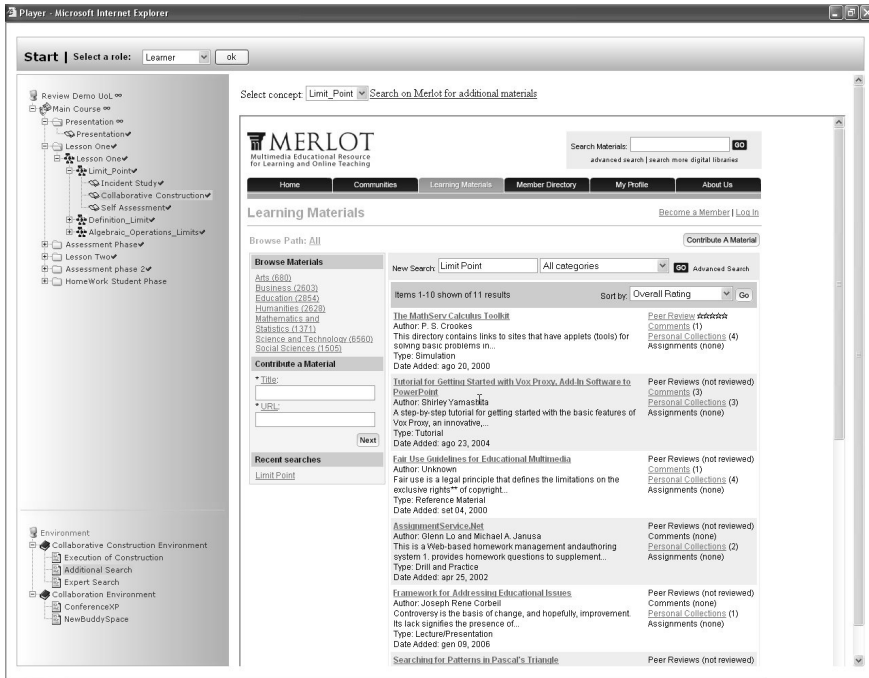 Player - Microsoft Internet Explorer
Start | Select a role: Learner ok
Review Demo UoL
Main Course
Presentation
Presentation
Lesson One
Lesson One
Limit_Point
Incident Study
Collaborative Construction
Self Assessment
Definition_Limit
Algebraic_Operations_Limits
Assessment Phase
Lesson Two
Assessment phase 2
HomeWork Student Phase
Environment
Collaborative Construction Environment
Execution of Construction
Additional Search
Expert Search
Collaboration Environment
ConferenceXP
NewBuddySpace
Select concept: Limit_Point Search on Merlot for additional materials
MERLOT
Multimedia Educational Resource
for Learning and Online Teaching
Search Materials: GO
advanced search | search more digital libraries
Home Communities Learning Materials Member Directory My Profile About Us
Learning Materials
Become a Member | Log In
Browse Path: All
Contribute A Material
Browse Materials
Arts (680)
Business (2603)
Education (2854)
Humanities (2628)
Mathematics and
Statistics (1371)
Science and Technology (6560)
Social Sciences (1505)
Contribute a Material
* Title:
* URL:
Next
Recent searches
Limit Point
New Search: Limit Point All categories GO Advanced Search
Items 1-10 shown of 11 results Sort by: Overall Rating Go
The MathServ Calculus Toolkit
Author: P. S. Crookes
This directory contains links to sites that have applets (tools) for
solving basic problems in...
Type: Simulation
Date Added: ago 20, 2000
Peer Review
Comments (1)
Personal Collections (4)
Assignments (none)
Tutorial for Getting Started with Vox Proxy, Add-In Software to
PowerPoint
Author: Shirley Yamashita
A step-by-step tutorial for getting started with the basic features of
Vox Proxy, an innovative,...
Type: Tutorial
Date Added: ago 23, 2004
Peer Reviews (not reviewed)
Comments (3)
Personal Collections (3)
Assignments (none)
Fair Use Guidelines for Educational Multimedia
Author: Unknown
Fair use is a legal principle that defines the limitations on the
exclusive rights** of copyright...
Type: Reference Material
Date Added: set 04, 2000
Peer Reviews (not reviewed)
Comments (1)
Personal Collections (4)
Assignments (none)
AssignmentService.Net
Author: Glenn Lo and Michael A. Janusa
This is a Web-based homework management andauthoring
system 1. provides homework questions to supplement...
Type: Drill and Practice
Date Added: apr 25, 2002
Peer Reviews (not reviewed)
Comments (none)
Personal Collections (2)
Assignments (none)
Framework for Addressing Educational Issues
Author: Joseph Rene Corbeil
Controversy is the basis of change, and hopefully, improvement.
Its lack signifies the presence of...
Type: Lecture/Presentation
Date Added: gen 09, 2006
Peer Reviews (not reviewed)
Comments (none)
Personal Collections (1)
Assignments (none)
Searching for Patterns in Pascal's Triangle
Peer Reviews (not reviewed)